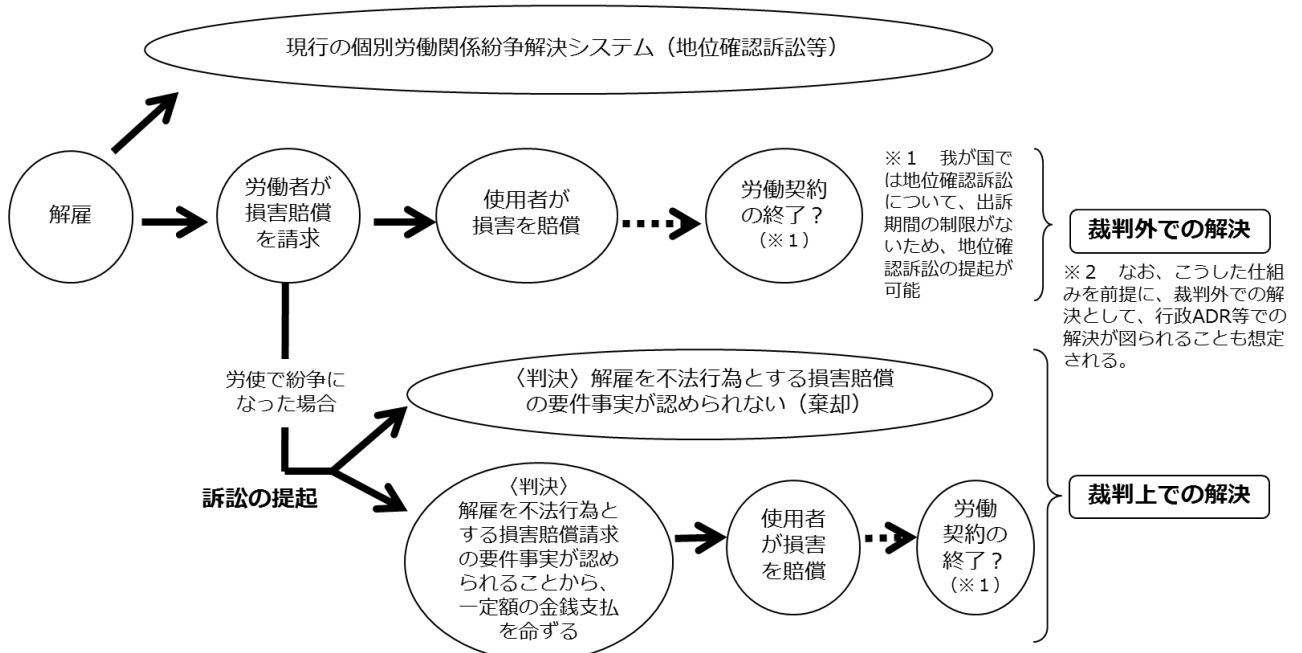 現行の個別労働関係紛争解決システム（地位確認訴訟等）
解雇
労働者が
損害賠償
を請求
使用者が
損害を賠償
労働契約
の終了？
（※１）
※１　我が国で
は地位確認訴訟
について、出訴
期間の制限がな
いため、地位確
認訴訟の提起が
可能
裁判外での解決
※２　なお、こうした仕組
みを前提に、裁判外での解
決として、行政ADR等での
解決が図られることも想定
される。
労使で紛争に
なった場合
訴訟の提起
〈判決〉解雇を不法行為とする損害賠償
の要件事実が認められない（棄却）
〈判決〉
解雇を不法行為と
する損害賠償請求
の要件事実が認め
られることから、
一定額の金銭支払
を命ずる
使用者
が損害
を賠償
労働
契約の
終了？
（※１）
裁判上での解決